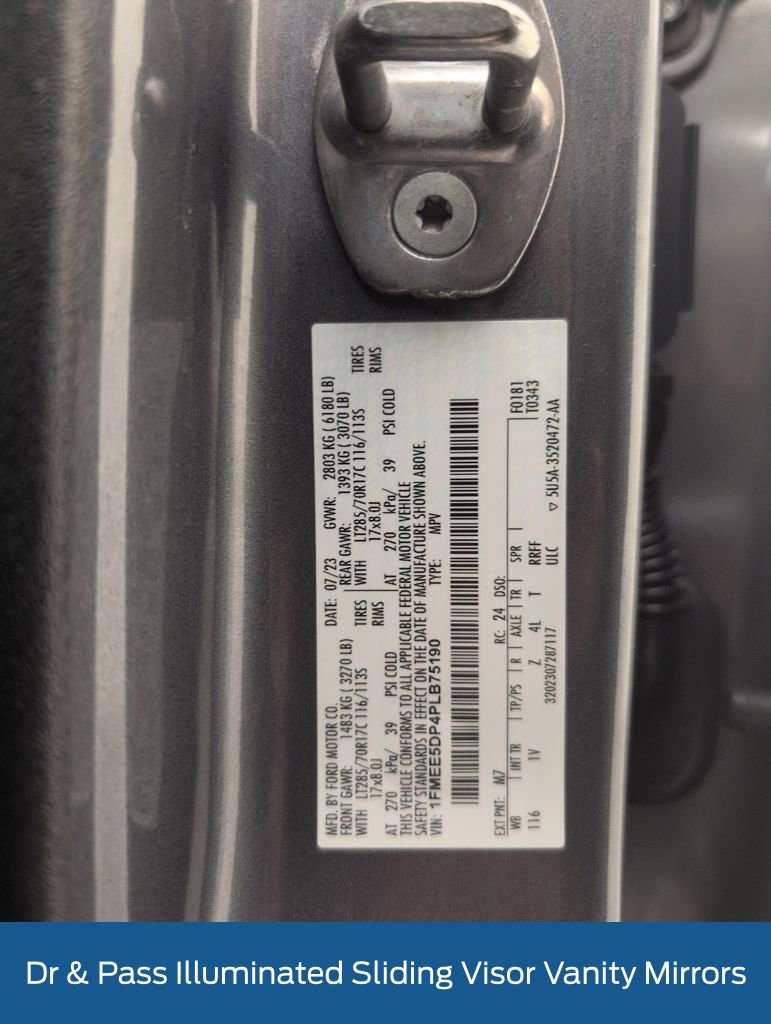 MFD. BY FORD MOTOR CO.
DATE: 07/23 GVWR: 2803 KG ( 6180 LB)
FRONT GAWR: 1483 KG ( 3270 LB)
REAR GAWR: 1393 KG ( 3070 LB)
WITH LT285/70R17C 116/113S TIRES
WITH LT285/70R17C 116/113S TIRES
17x8.0J RIMS
17x8.0J RIMS
AT 270 kPa/ 39 PSI COLD
AT 270 kPa/ 39 PSI COLD
THIS VEHICLE CONFORMS TO ALL APPLICABLE FEDERAL MOTOR VEHICLE
SAFETY STANDARDS IN EFFECT ON THE DATE OF MANUFACTURE SHOWN ABOVE.
VIN: 1FMEE5DP4PLB75190 TYPE: MPV
EXT PNT: M7 RC: 24 DSO: F0181
WB INT TR TP/PS R AXLE TR SPR T0343
116 1V Z 4L T RRFF
ULC
3202307287117 ▽ 5U5A-3520472-AA
Dr & Pass Illuminated Sliding Visor Vanity Mirrors